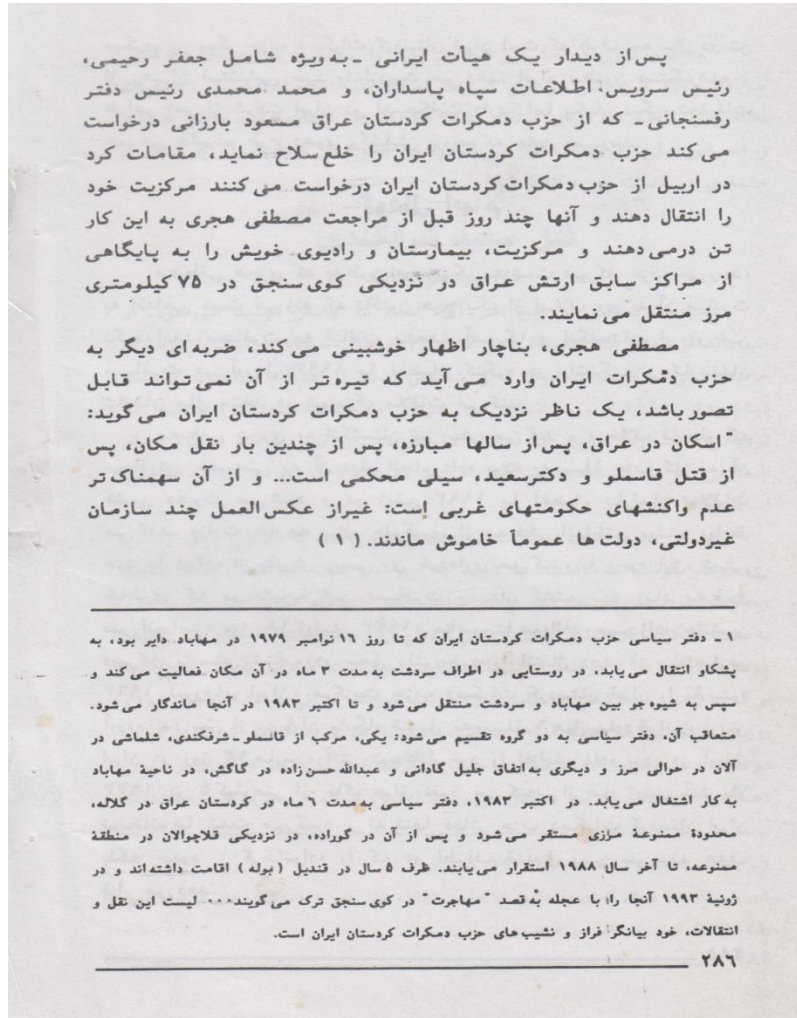 پس از دیدار یک هیأت ایرانی ـ به ویژه شامل جعفر رحیمی،
رئیس سرویس اطلاعات سپاه پاسداران، و محمد محمدی رئیس دفتر
رفسنجانی ـ که از حزب دمکرات کردستان عراق مسعود بارزانی درخواست
می کند حزب دمکرات کردستان ایران را خلع سلاح نماید، مقامات کرد
در اربیل از حزب دمکرات کردستان ایران درخواست می کنند مرکزیت خود
را انتقال دهند و آنها چند روز قبل از مراجعت مصطفی هجری به این کار
تن درمی دهند و مرکزیت، بیمارستان و رادیوی خویش را به پایگاهی
از مراکز سابق ارتش عراق در نزدیکی کوی سنجق در ۷۵ کیلومتری
مرز منتقل می نمایند.
مصطفی هجری، بناچار اظهار خوشبینی می کند، ضربه ای دیگر به
حزب دمکرات ایران وارد می آید که تیره تر از آن نمی تواند قابل
تصور باشد، یک ناظر نزدیک به حزب دمکرات کردستان ایران می گوید:
"اسکان در عراق، پس از سالها مبارزه، پس از چندین بار نقل مکان، پس
از قتل قاسملو و دکترسعید، سیلی محکمی است... و از آن سهمناک تر
عدم واکنشهای حکومتهای غربی است: غیراز عکس العمل چند سازمان
غیردولتی، دولت ها عموماً خاموش ماندند. (۱)
۱ ـ دفتر سیاسی حزب دمکرات کردستان ایران که تا روز ۱۶ نوامبر ۱۹۷۹ در مهاباد دایر بود، به
پشکاو انتقال می یابد، در روستایی در اطراف سردشت به مدت ۳ ماه در آن مکان فعالیت می کند و
سپس به شیوه جو بین مهاباد و سردشت منتقل می شود و تا اکتبر ۱۹۸۳ در آنجا ماندگار می شود.
متعاقب آن، دفتر سیاسی به دو گروه تقسیم می شود: یکی، مرکب از قاسملو ـ شرفکندی، شلماشی در
آلان در حوالی مرز و دیگری به اتفاق جلیل گادانی و عبدالله حسن زاده در گاگش، در ناحیهٔ مهاباد
به کار اشتغال می یابد. در اکتبر ۱۹۸۳، دفتر سیاسی به مدت ۶ ماه در کردستان عراق در گلاله،
محدودهٔ ممنوعهٔ مرزی مستقر می شود و پس از آن در گوراده، در نزدیکی قلاچوالان در منطقهٔ
ممنوعه، تا آخر سال ۱۹۸۸ استقرار می یابند. ظرف ۵ سال در قندیل (بوله) اقامت داشته اند و در
ژونیهٔ ۱۹۹۳ آنجا را با عجله به قصد "مهاجرت" در کوی سنجق ترک می گویند... لیست این نقل و
انتقالات، خود بیانگر فراز و نشیب های حزب دمکرات کردستان ایران است.
۲۸۶